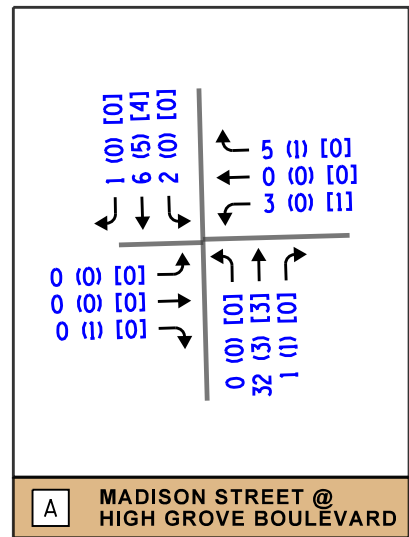 1 (0) [0]
6 (5) [4]
2 (0) [0]
5 (1) [0]
0 (0) [0]
3 (0) [1]
0 (0) [0]
0 (0) [0]
0 (1) [0]
0 (0) [0]
32 (3) [3]
1 (1) [0]
A
MADISON STREET @
HIGH GROVE BOULEVARD